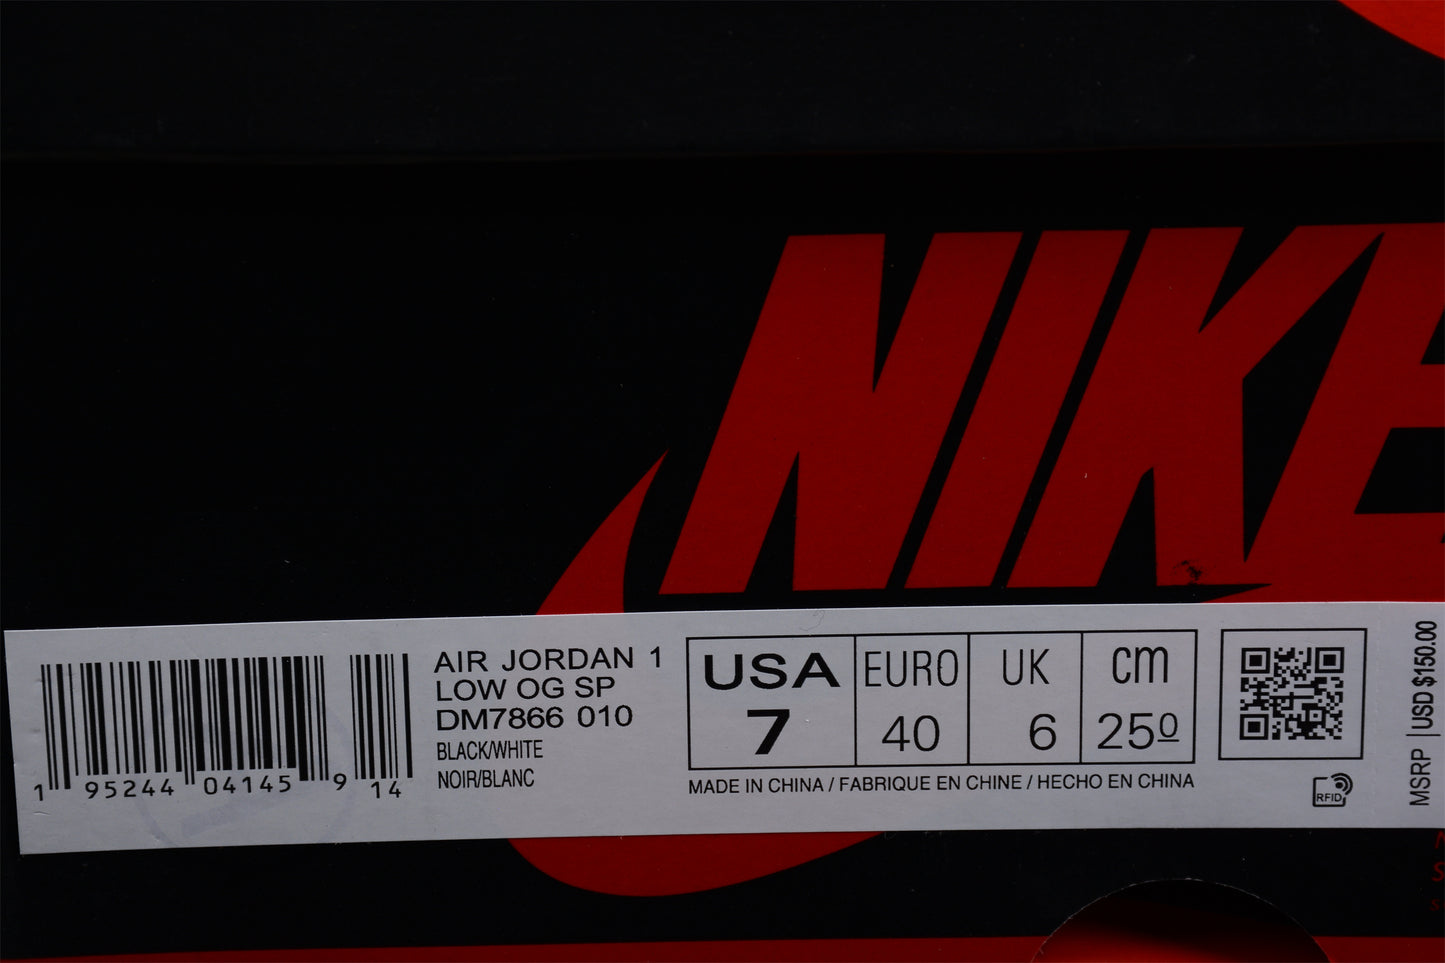 NIKE
AIR JORDAN 1
LOW OG SP
DM7866 010
BLACK/WHITE
NOIR/BLANC
1 95244 04145 9 14
USA EURO UK cm
7 40 6 250
MADE IN CHINA / FABRIQUE EN CHINE / HECHO EN CHINA
RFID
MSRP USD $150.00